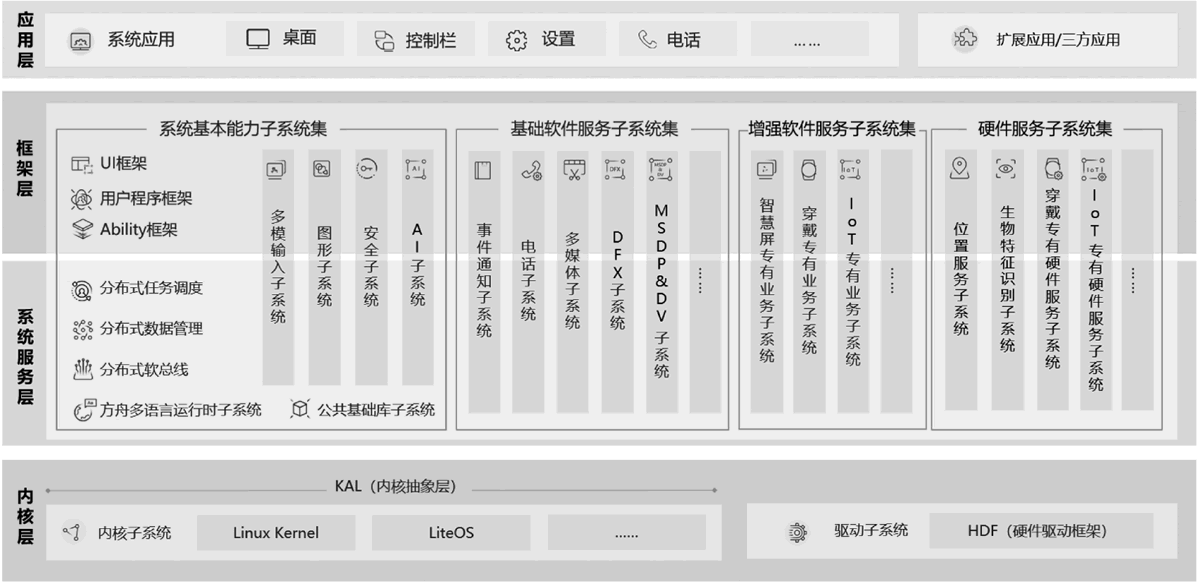 应用层
系统应用
桌面
控制栏
设置
电话
... ...
扩展应用/三方应用
框架层
系统服务层
系统基本能力子系统集
UI框架
用户程序框架
Ability框架
分布式任务调度
分布式数据管理
分布式软总线
方舟多语言运行时子系统
公共基础库子系统
多模输入子系统
图形子系统
安全子系统
AI
AI子系统
基础软件服务子系统集
事件通知子系统
电话子系统
多媒体子系统
DFX
DFX子系统
MSDP
&
DV
MSDP&DV子系统
......
增强软件服务子系统集
智慧屏专有业务子系统
穿戴专有业务子系统
IoT
IoT专有业务子系统
......
硬件服务子系统集
位置服务子系统
生物特征识别子系统
穿戴专有硬件服务子系统
IoT
IoT专有硬件服务子系统
......
内核层
KAL（内核抽象层）
内核子系统
Linux Kernel
LiteOS
......
驱动子系统
HDF（硬件驱动框架）